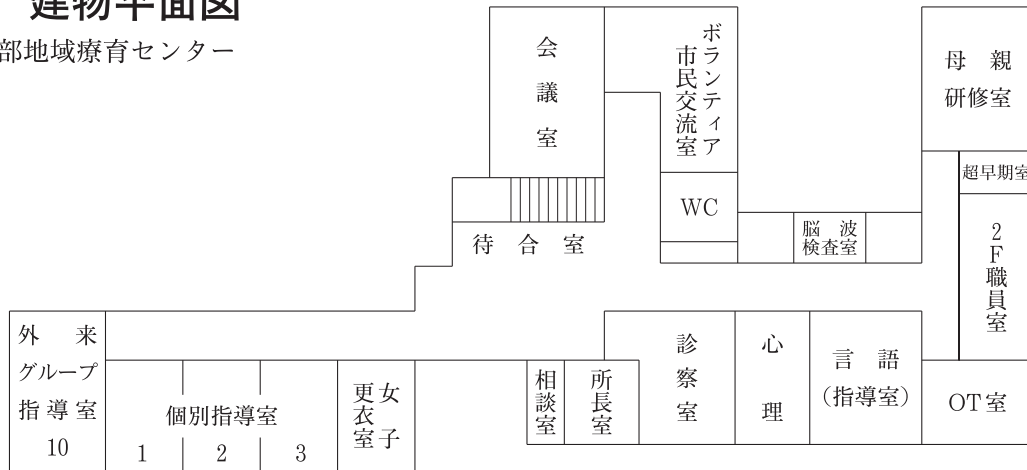 建物平面図
部地域療育センター
会議室
ボランティア
市民交流室
母親
研修室
超早期室
WC
脳波
検査室
待合室
2F職員室
外来
グループ
指導室
10
個別指導室
1
2
3
女子
更衣室
相談室
所長室
診察室
心理
言語
(指導室)
OT室